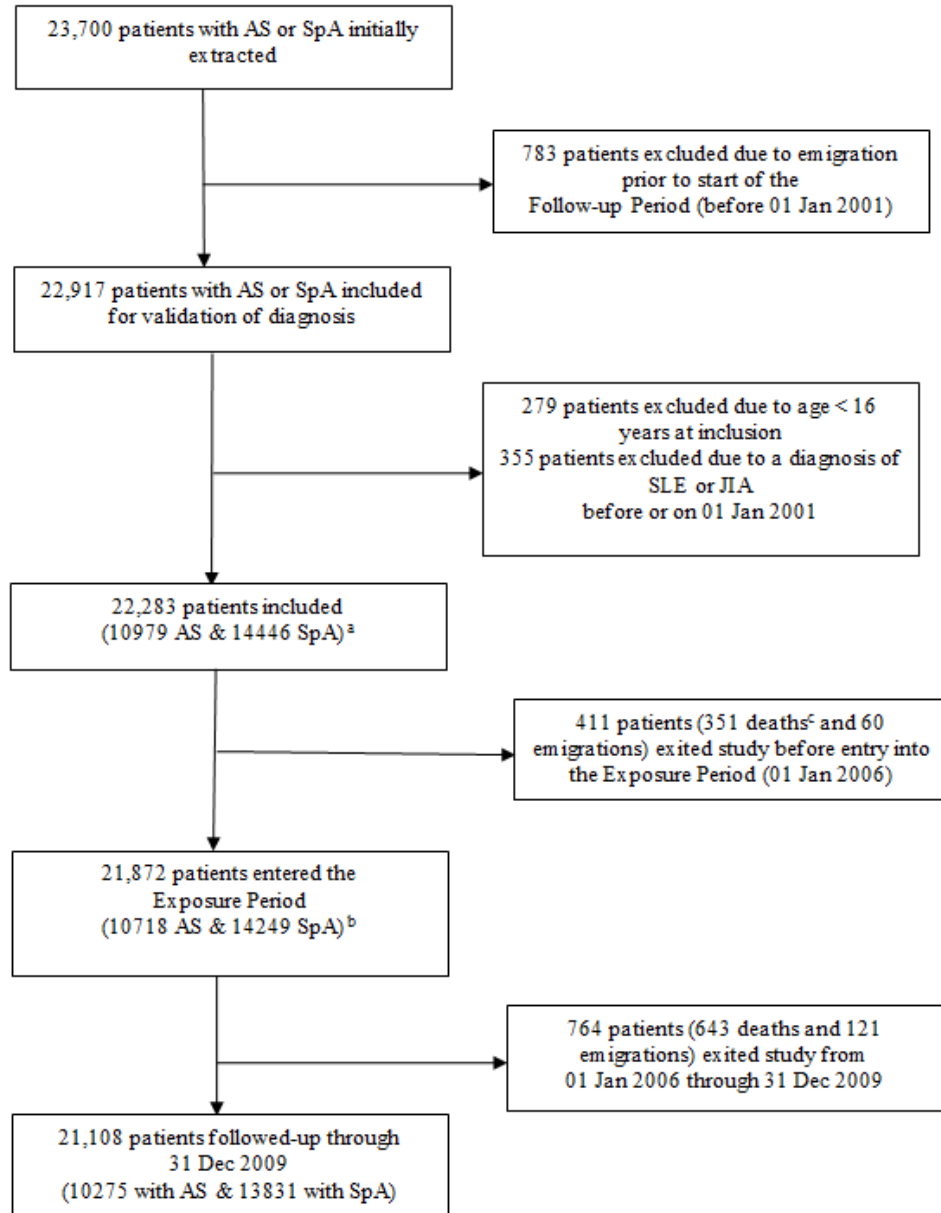 23,700 patients with AS or SpA initially
extracted
783 patients excluded due to emigration
prior to start of the
Follow-up Period (before 01 Jan 2001)
22,917 patients with AS or SpA included
for validation of diagnosis
279 patients excluded due to age < 16
years at inclusion
355 patients excluded due to a diagnosis of
SLE or JIA
before or on 01 Jan 2001
22,283 patients included
(10979 AS & 14446 SpA) a
411 patients (351 deathsc and 60
emigrations) exited study before entry into
the Exposure Period (01 Jan 2006)
21,872 patients entered the
Exposure Period
(10718 AS & 14249 SpA) b
764 patients (643 deaths and 121
emigrations) exited study from
01 Jan 2006 through 31 Dec 2009
21,108 patients followed-up through
31 Dec 2009
(10275 with AS & 13831 with SpA)